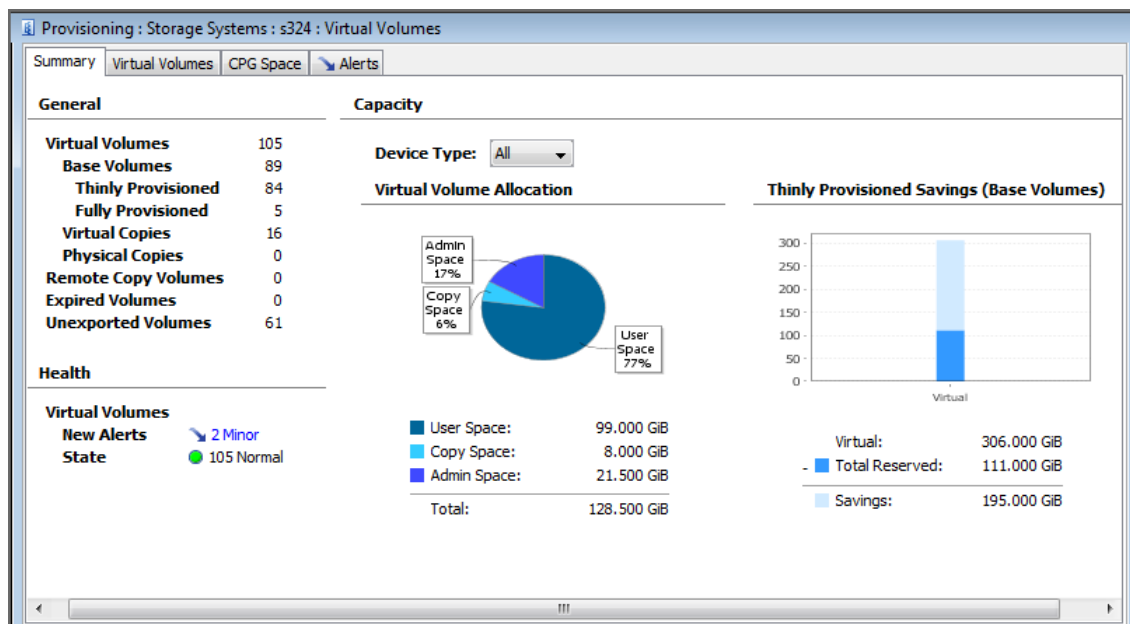 Provisioning : Storage Systems : s324 : Virtual Volumes
Summary Virtual Volumes CPG Space Alerts
General
Virtual Volumes 105
Base Volumes 89
Thinly Provisioned 84
Fully Provisioned 5
Virtual Copies 16
Physical Copies 0
Remote Copy Volumes 0
Expired Volumes 0
Unexported Volumes 61
Health
Virtual Volumes
New Alerts 2 Minor
State 105 Normal
Capacity
Device Type: All
Virtual Volume Allocation
Admin
Space
17%
Copy
Space
6%
User
Space
77%
User Space: 99.000 GiB
Copy Space: 8.000 GiB
Admin Space: 21.500 GiB
Total: 128.500 GiB
Thinly Provisioned Savings (Base Volumes)
300
250
200
150
100
50
0
Virtual
Virtual: 306.000 GiB
- Total Reserved: 111.000 GiB
Savings: 195.000 GiB